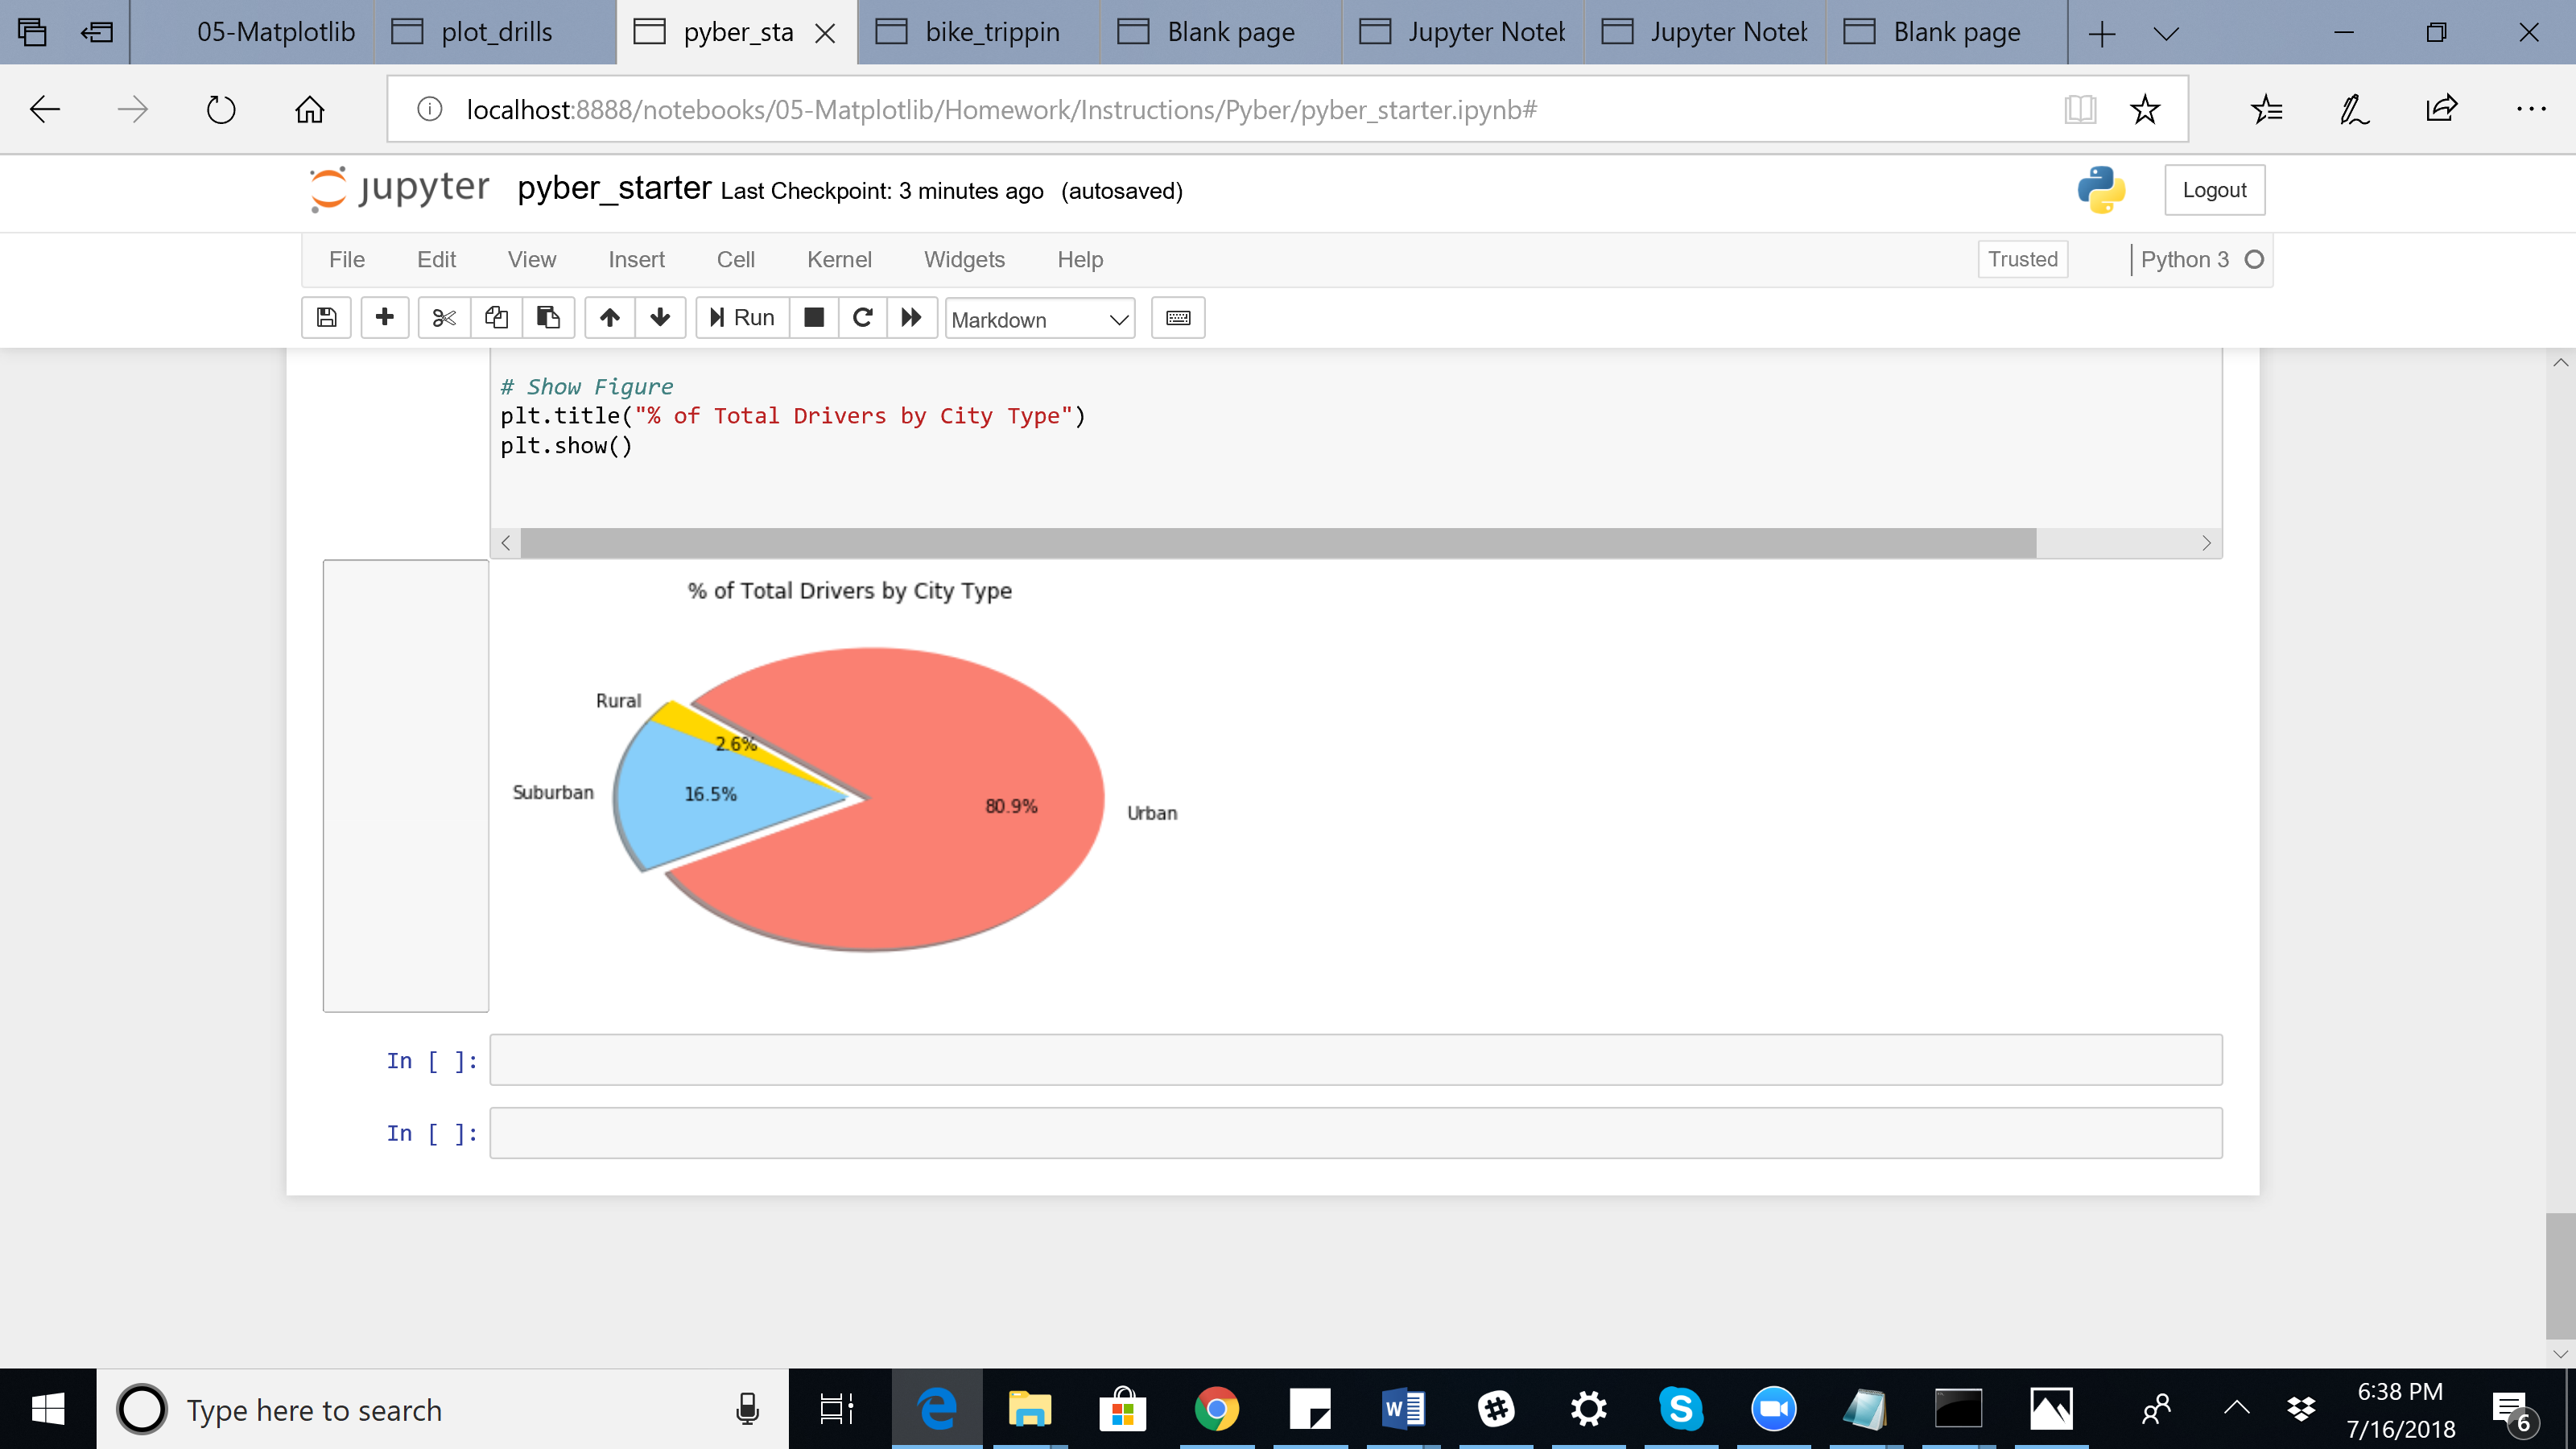 05-Matplotlib plot_drills pyber_sta bike_trippin Blank page Jupyter Noteb Jupyter Noteb Blank page
localhost:8888/notebooks/05-Matplotlib/Homework/Instructions/Pyber/pyber_starter.ipynb#
jupyter pyber_starter Last Checkpoint: 3 minutes ago (autosaved) Logout
File Edit View Insert Cell Kernel Widgets Help Trusted Python 3
Run Markdown
# Show Figure
plt.title("% of Total Drivers by City Type")
plt.show()
% of Total Drivers by City Type
Rural
2.6%
Suburban
16.5%
80.9%
Urban
In [ ]:
In [ ]:
Type here to search
6:38 PM
7/16/2018
6